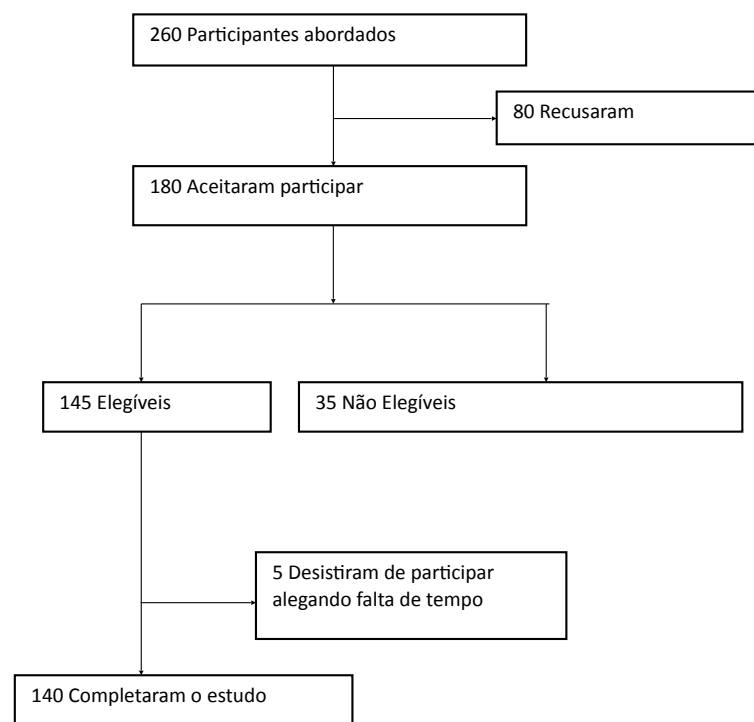 260 Participantes abordados
80 Recusaram
180 Aceitaram participar
145 Elegíveis
35 Não Elegíveis
5 Desistiram de participar
alegando falta de tempo
140 Completaram o estudo